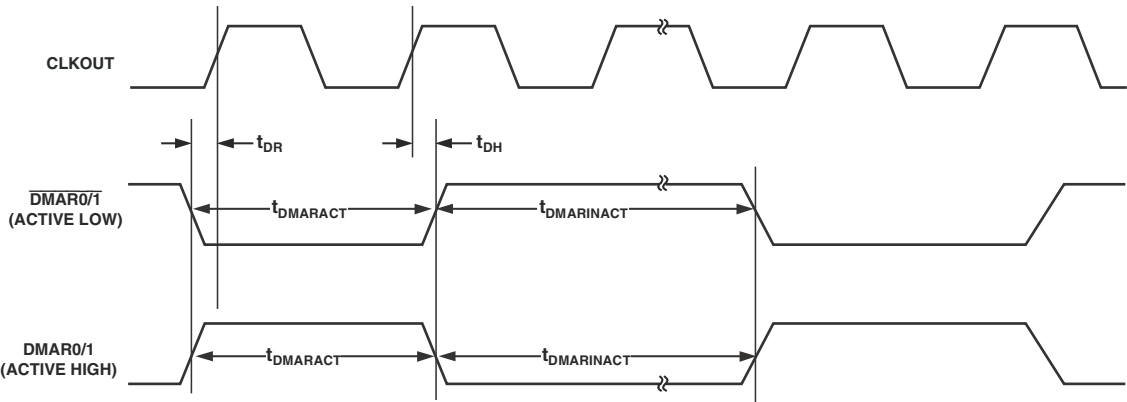 CLKOUT
tDR
tDH
DMAR0/1
(ACTIVE LOW)
tDMARACT
tDMARINACT
DMAR0/1
(ACTIVE HIGH)
tDMARACT
tDMARINACT